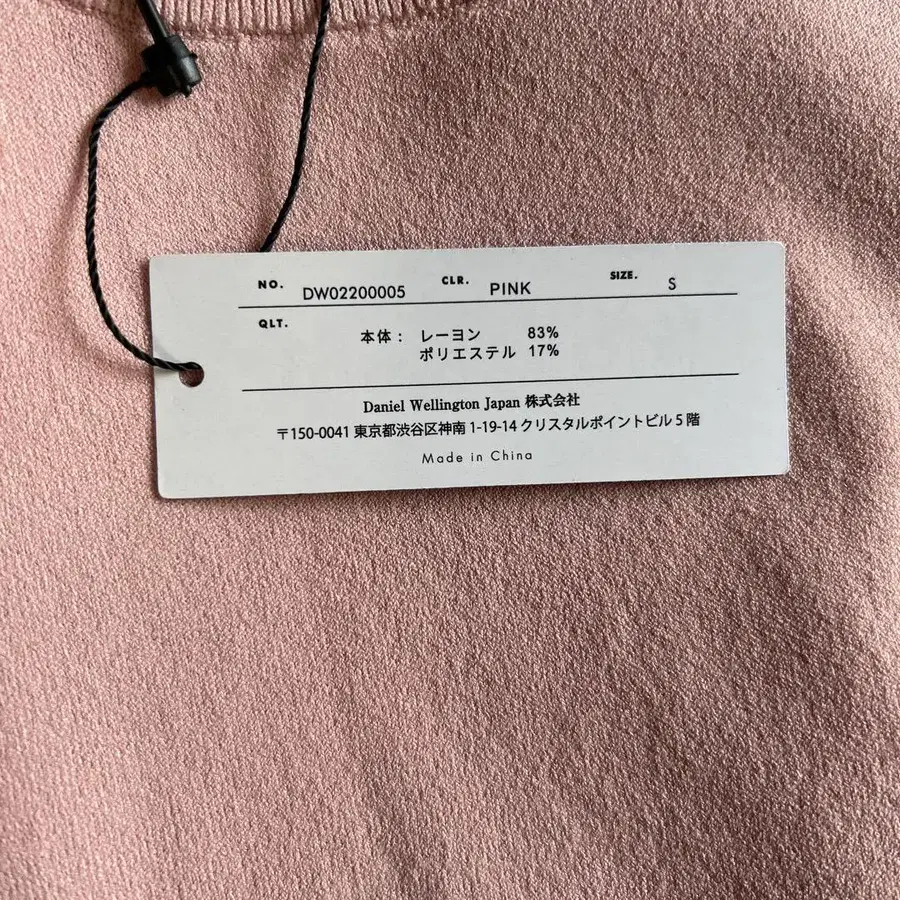 NO. DW02200005 CLR. PINK SIZE. S
QLT.
本体： レーヨン 83%
ポリエステル 17%
Daniel Wellington Japan 株式会社
〒150-0041 東京都渋谷区神南 1-19-14 クリスタルポイントビル 5 階
Made in China